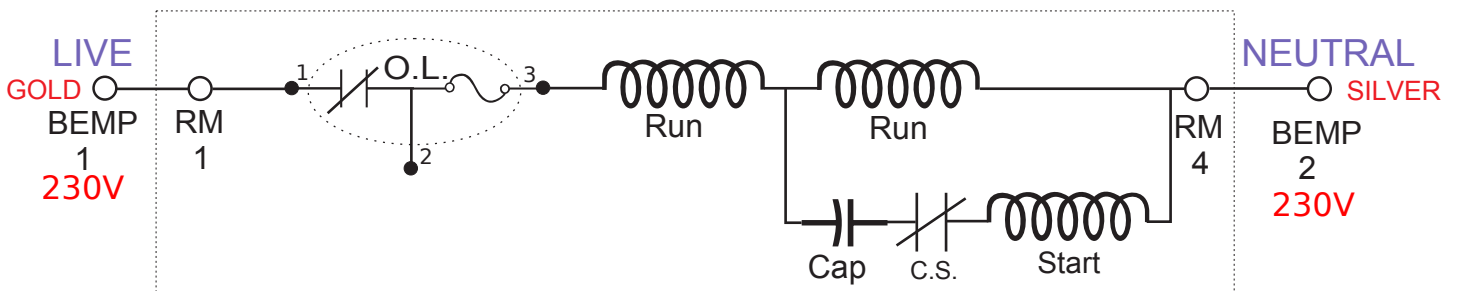 LIVE
NEUTRAL
GOLD
1
O.L.
3
SILVER
BEMP
1
230V
RM
1
2
Run
Run
RM
4
BEMP
2
230V
Cap
C.S.
Start